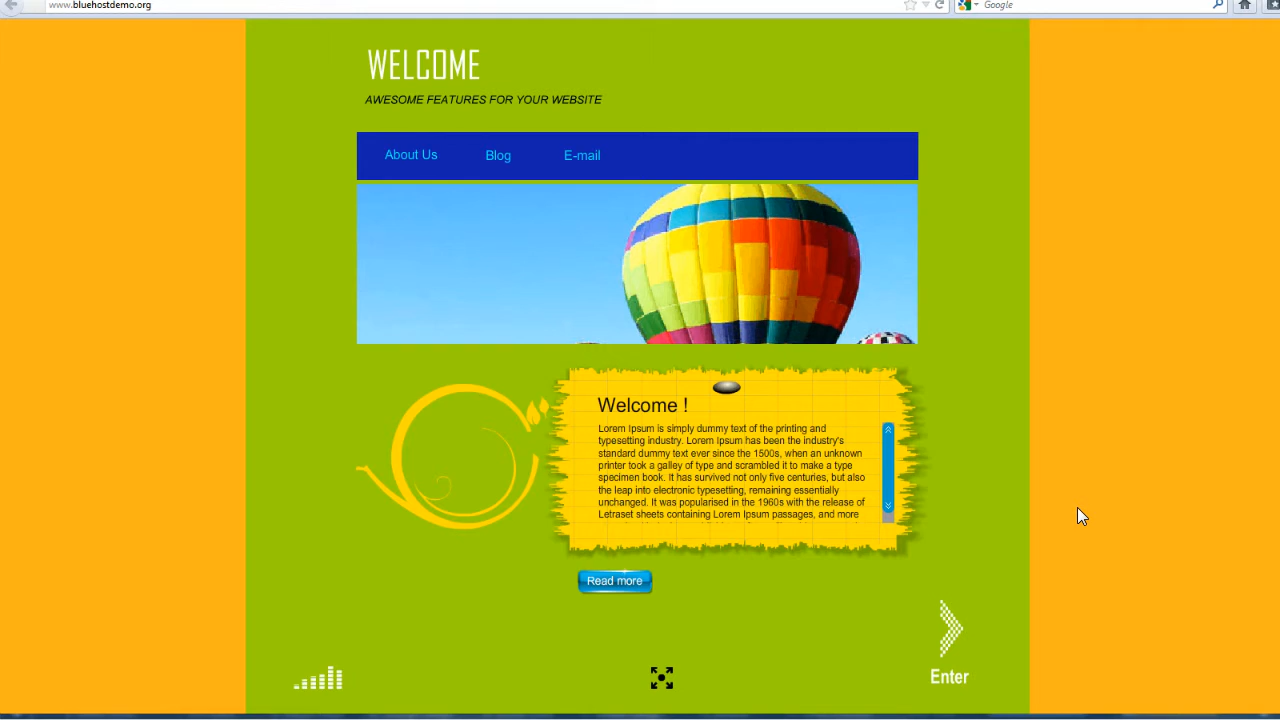 www.bluehostdemo.org
Google
WELCOME
AWESOME FEATURES FOR YOUR WEBSITE
About Us Blog E-mail
Welcome !
Lorem Ipsum is simply dummy text of the printing and
typesetting industry. Lorem Ipsum has been the industry's
standard dummy text ever since the 1500s, when an unknown
printer took a galley of type and scrambled it to make a type
specimen book. It has survived not only five centuries, but also
the leap into electronic typesetting, remaining essentially
unchanged. It was popularised in the 1960s with the release of
Letraset sheets containing Lorem Ipsum passages, and more
Read more
Enter